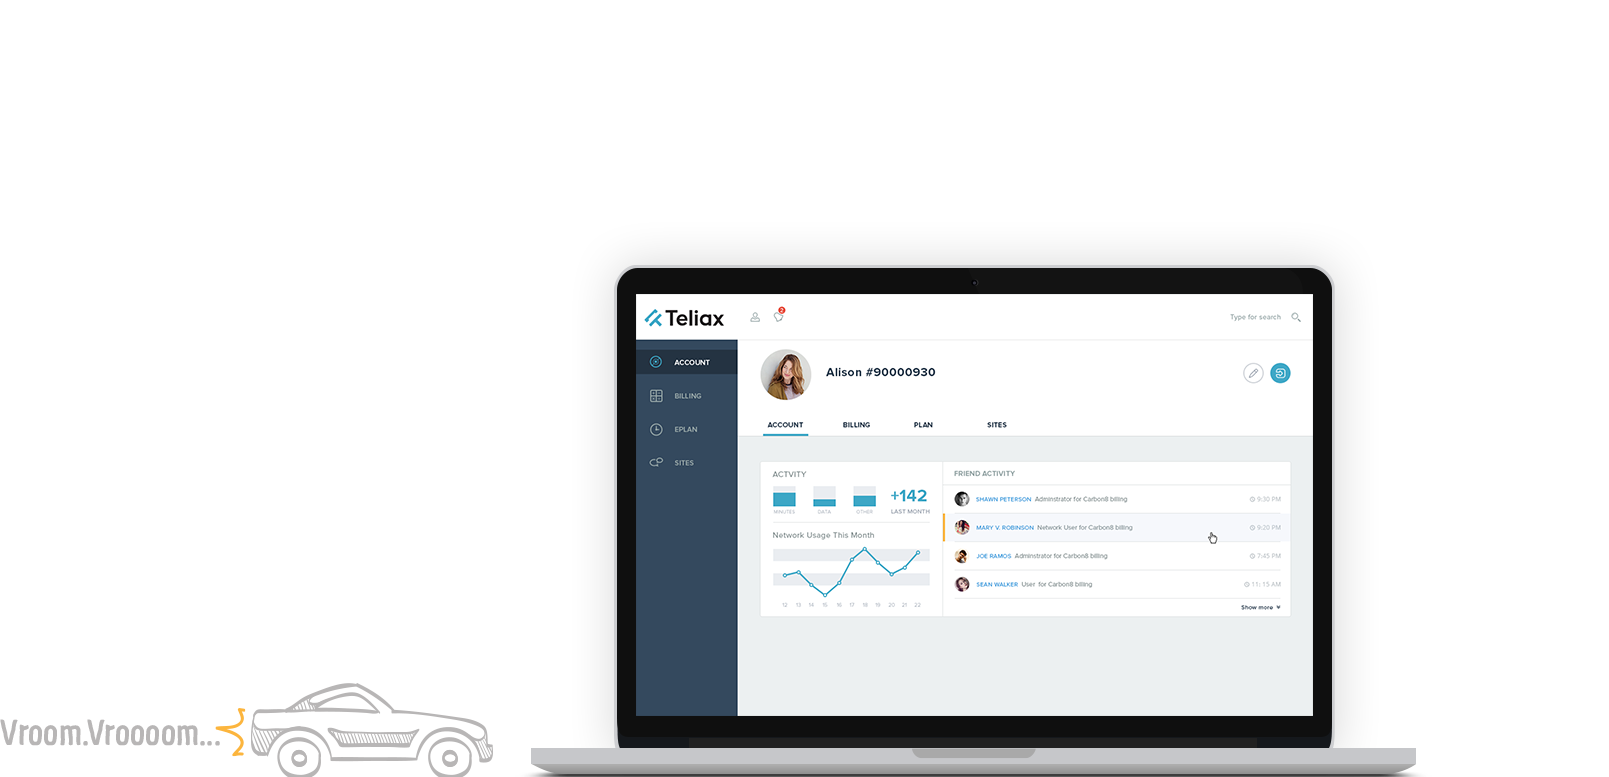 Teliax
2
Type for search
ACCOUNT
BILLING
EPLAN
SITES
Alison #90000930
ACCOUNT BILLING PLAN SITES
ACTVITY
+142
MINUTES DATA OTHER LAST MONTH
Network Usage This Month
12 13 14 15 16 17 18 19 20 21 22
FRIEND ACTIVITY
SHAWN PETERSON Adminstrator for Carbon8 billing 9:30 PM
MARY V. ROBINSON Network User for Carbon8 billing 9:20 PM
JOE RAMOS Adminstrator for Carbon8 billing 7:45 PM
SEAN WALKER User for Carbon8 billing 11: 15 AM
Show more
Vroom.Vroooom...